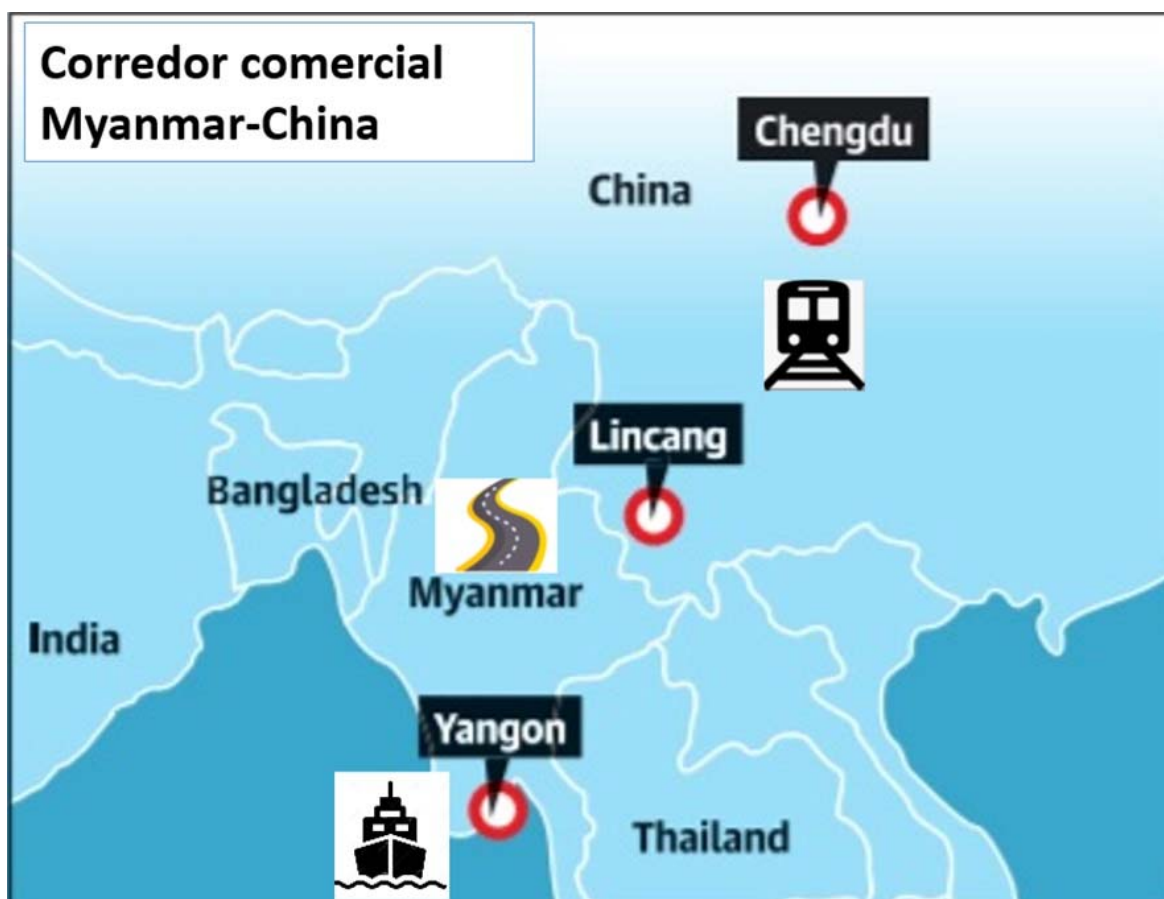 Corredor comercial
Myanmar-China
Chengdu
China
Lincang
Bangladesh
Myanmar
India
Yangon
Thailand